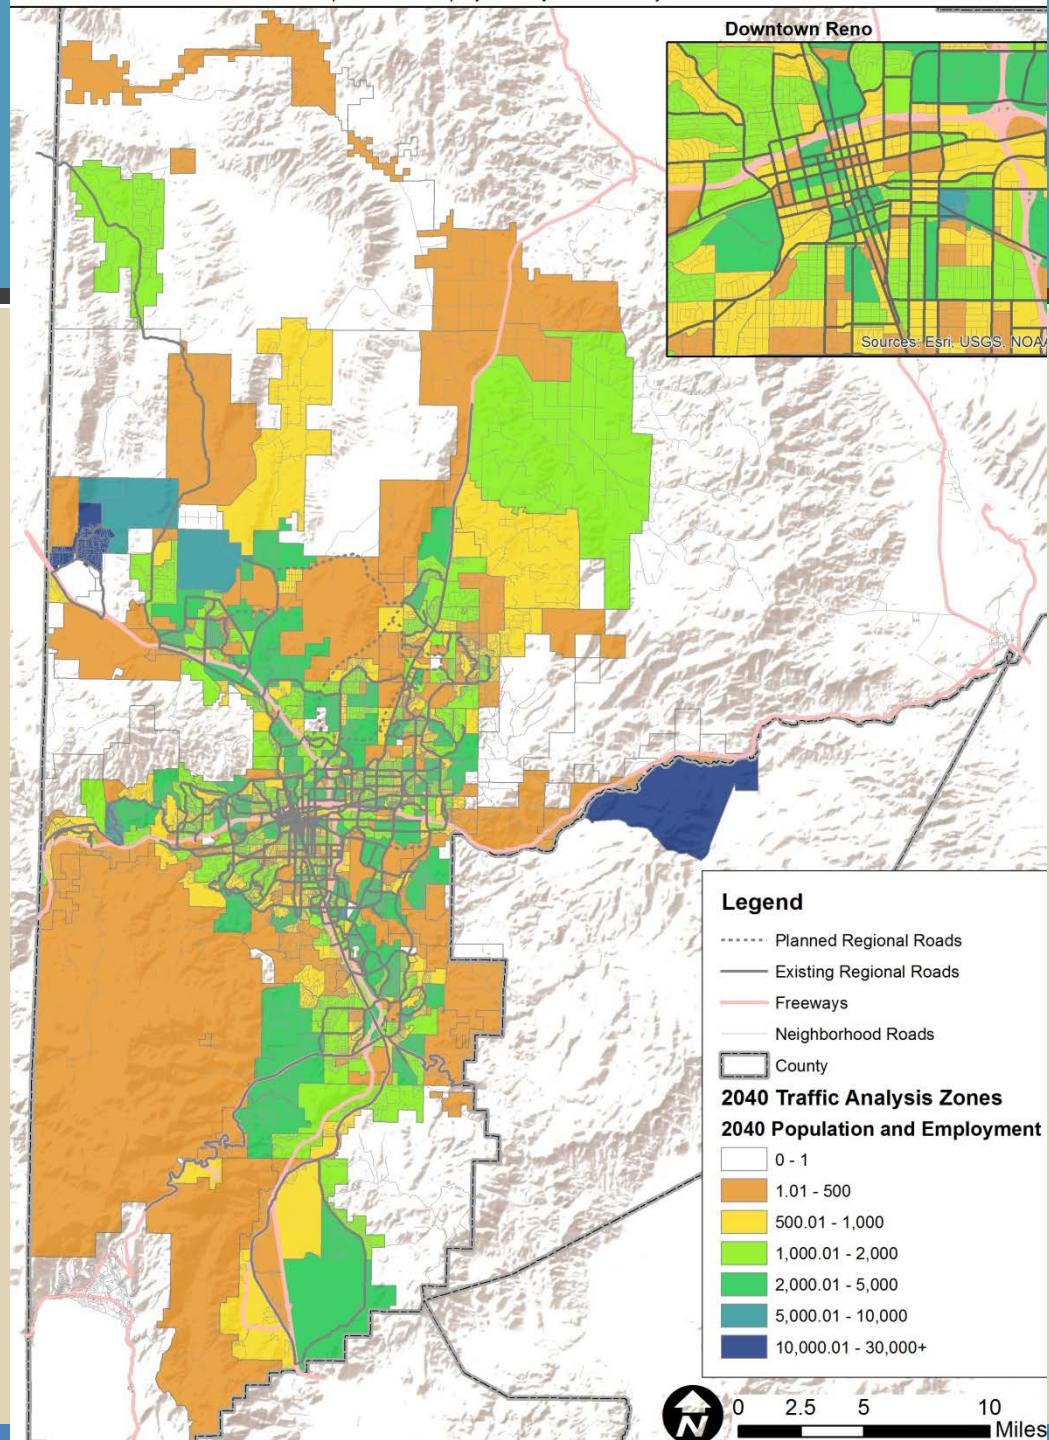 Downtown Reno
Sources: Esri, USGS, NOAA
Legend
Planned Regional Roads
Existing Regional Roads
Freeways
Neighborhood Roads
County
2040 Traffic Analysis Zones
2040 Population and Employment
0 - 1
1.01 - 500
500.01 - 1,000
1,000.01 - 2,000
2,000.01 - 5,000
5,000.01 - 10,000
10,000.01 - 30,000+
N
0 2.5 5 10
Miles